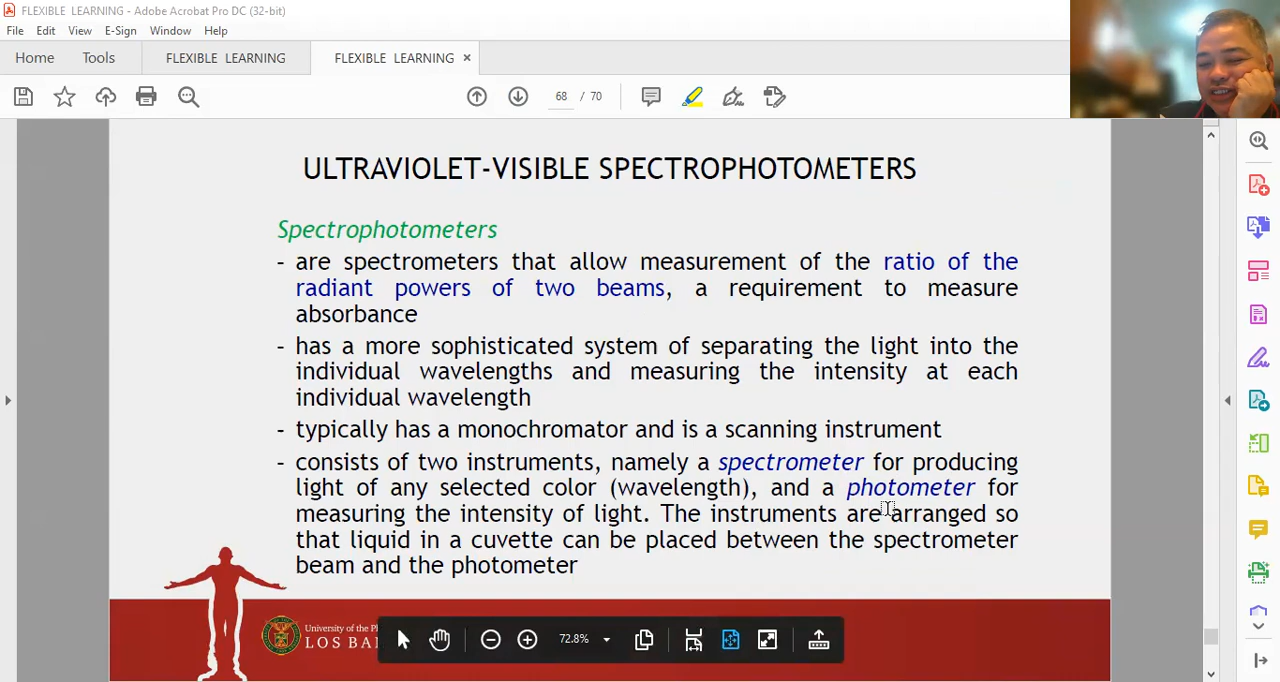 FLEXIBLE LEARNING - Adobe Acrobat Pro DC (32-bit)
File Edit View E-Sign Window Help
Home Tools FLEXIBLE LEARNING FLEXIBLE LEARNING ×
68 / 70
ULTRAVIOLET-VISIBLE SPECTROPHOTOMETERS
Spectrophotometers
- are spectrometers that allow measurement of the ratio of the
radiant powers of two beams, a requirement to measure
absorbance
- has a more sophisticated system of separating the light into the
individual wavelengths and measuring the intensity at each
individual wavelength
- typically has a monochromator and is a scanning instrument
- consists of two instruments, namely a spectrometer for producing
light of any selected color (wavelength), and a photometer for
measuring the intensity of light. The instruments are arranged so
that liquid in a cuvette can be placed between the spectrometer
beam and the photometer
University of the P
LOS BA
72.8%